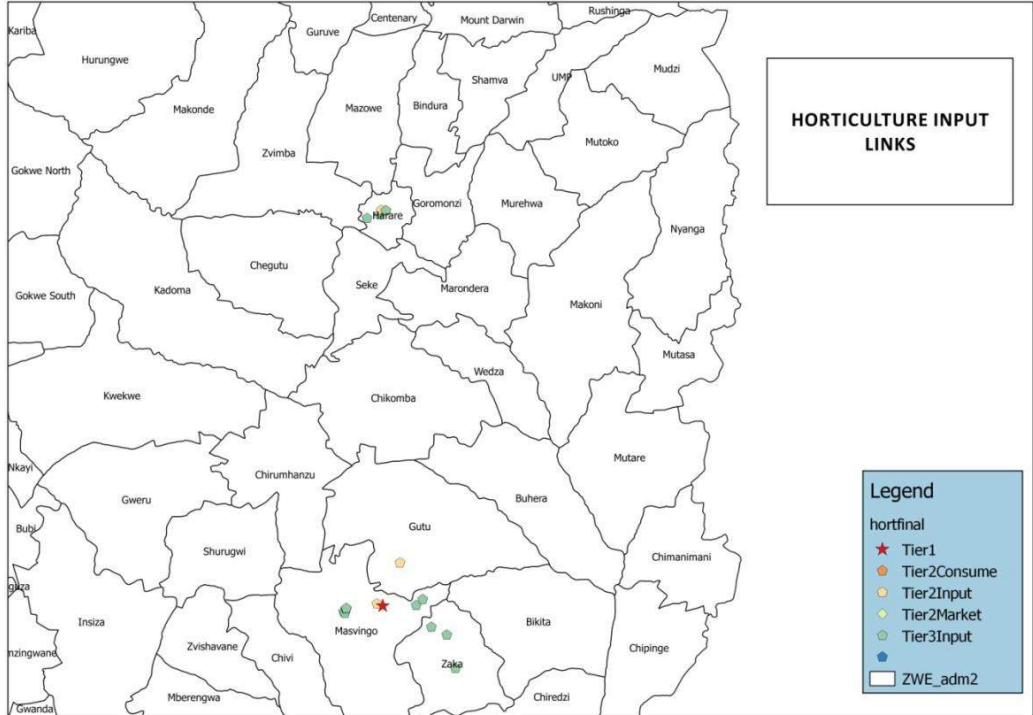 Kariba
Hurungwe
Guruve
Centenary
Mount Darwin
Rushinga
Makonde
Mazowe
Bindura
Shamva
UMP
Mudzi
HORTICULTURE INPUT
LINKS
Gokwe North
Zvimba
Mutoko
Harare
Goromonzi
Murehwa
Nyanga
Gokwe South
Kadoma
Chegutu
Seke
Marondera
Makoni
Mutasa
Kwekwe
Chikomba
Wedza
Nkayi
Gweru
Chirumhanzu
Buhera
Mutare
Bubi
Shurugwi
Gutu
Chimanimani
guza
Insiza
Masvingo
Bikita
Chipinge
mzingwane
Zvishavane
Chivi
Zaka
Mberengwa
Chiredzi
Gwanda
Legend
hortfinal
Tier1
Tier2Consume
Tier2Input
Tier2Market
Tier3Input
ZWE_adm2